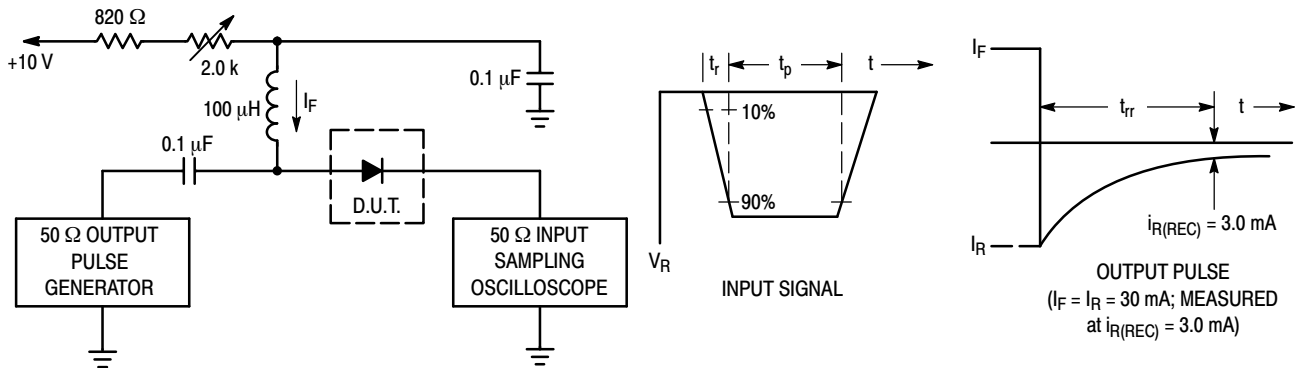 820 Ω
+10 V
2.0 k
100 μH
I_F
0.1 μF
0.1 μF
D.U.T.
50 Ω OUTPUT
PULSE
GENERATOR
50 Ω INPUT
SAMPLING
OSCILLOSCOPE
t_r
t_p
t
10%
90%
V_R
INPUT SIGNAL
I_F
t_rr
t
I_R
i_R(REC) = 3.0 mA
OUTPUT PULSE
(I_F = I_R = 30 mA; MEASURED
at i_R(REC) = 3.0 mA)